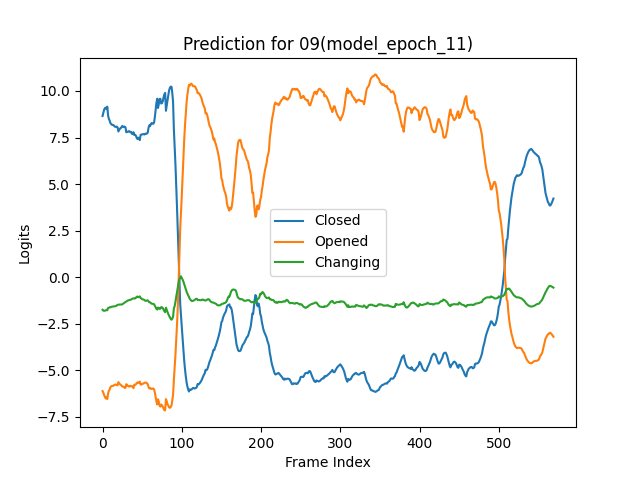 Prediction for 09(model_epoch_11)
Logits
10.0
7.5
5.0
2.5
0.0
−2.5
−5.0
−7.5
Closed
Opened
Changing
0 100 200 300 400 500
Frame Index